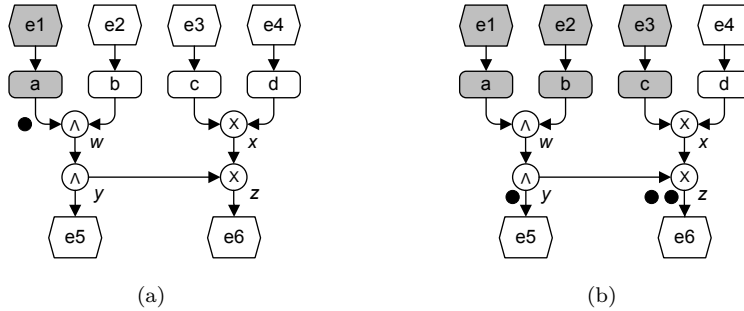 e1 e2 e3 e4 e1 e2 e3 e4
a b c d a b c d
∧ X ∧ X
w x w x
∧ X ∧ X
y z y z
e5 e6 e5 e6
(a) (b)